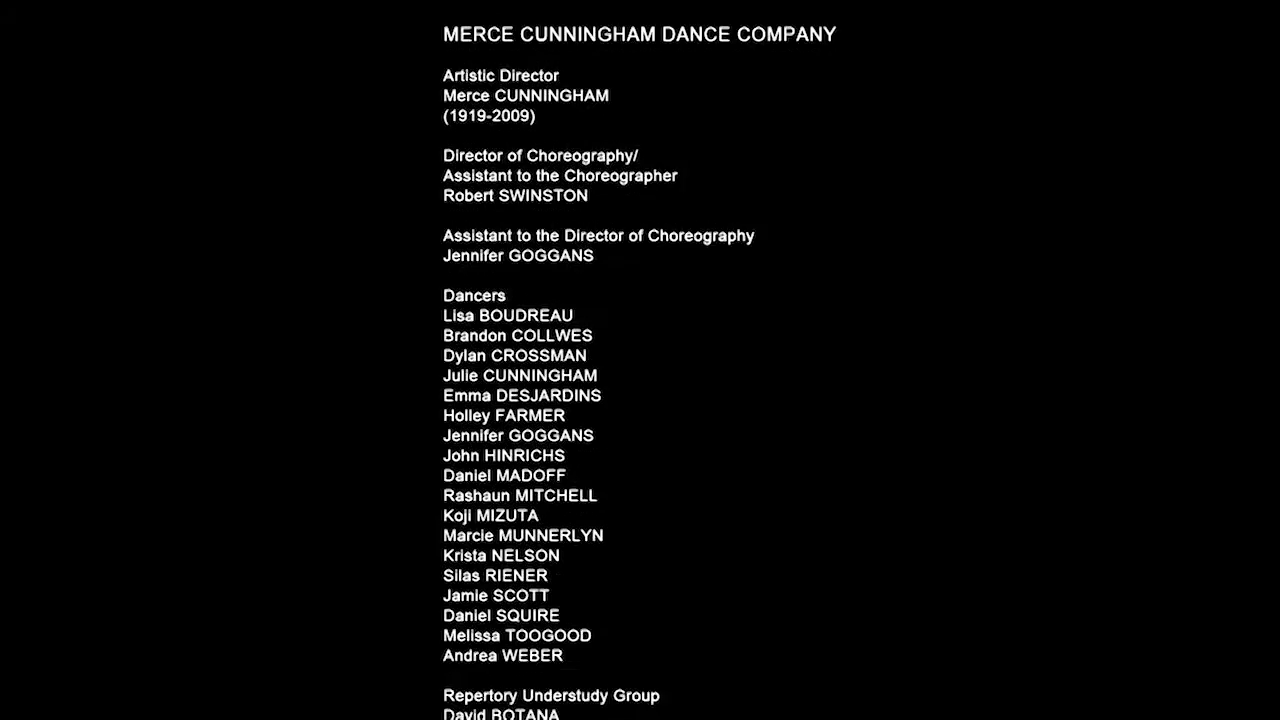 MERCE CUNNINGHAM DANCE COMPANY
Artistic Director
Merce CUNNINGHAM
(1919-2009)
Director of Choreography/
Assistant to the Choreographer
Robert SWINSTON
Assistant to the Director of Choreography
Jennifer GOGGANS
Dancers
Lisa BOUDREAU
Brandon COLLWES
Dylan CROSSMAN
Julie CUNNINGHAM
Emma DESJARDINS
Holley FARMER
Jennifer GOGGANS
John HINRICHS
Daniel MADOFF
Rashaun MITCHELL
Koji MIZUTA
Marcie MUNNERLYN
Krista NELSON
Silas RIENER
Jamie SCOTT
Daniel SQUIRE
Melissa TOOGOOD
Andrea WEBER
Repertory Understudy Group
David BOTANA